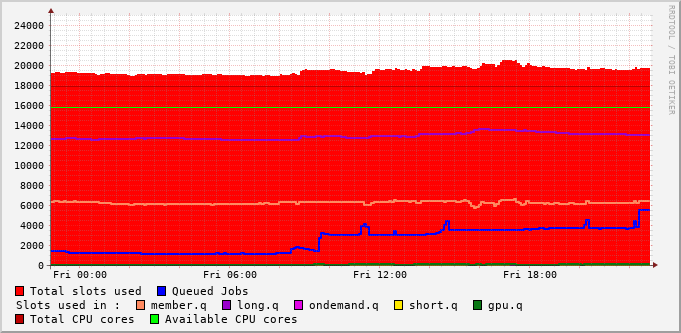 24000
22000
20000
18000
16000
14000
12000
10000
8000
6000
4000
2000
0
Fri 00:00 Fri 06:00 Fri 12:00 Fri 18:00
RRDTOOL / TOBI OETIKER
Total slots used Queued Jobs
Slots used in : member.q long.q ondemand.q short.q gpu.q
Total CPU cores Available CPU cores